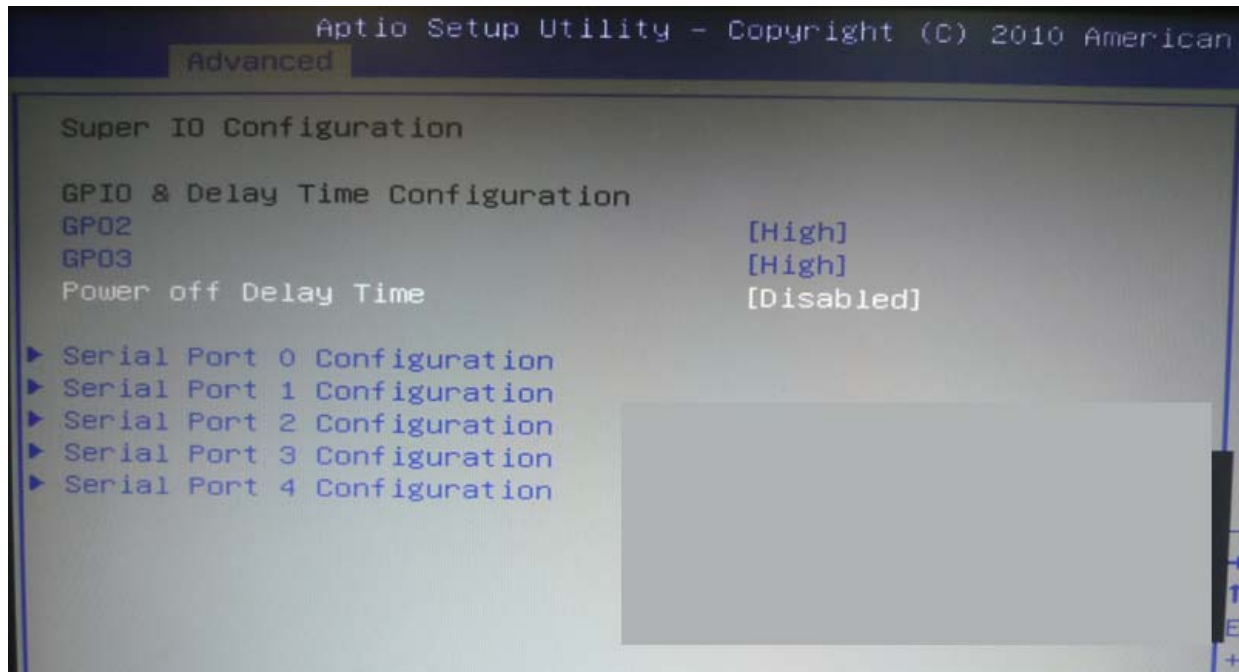 Aptio Setup Utility – Copyright (C) 2010 American
Advanced
Super IO Configuration
GPIO & Delay Time Configuration
GPO2 [High]
GPO3 [High]
Power off Delay Time [Disabled]
▶ Serial Port 0 Configuration
▶ Serial Port 1 Configuration
▶ Serial Port 2 Configuration
▶ Serial Port 3 Configuration
▶ Serial Port 4 Configuration